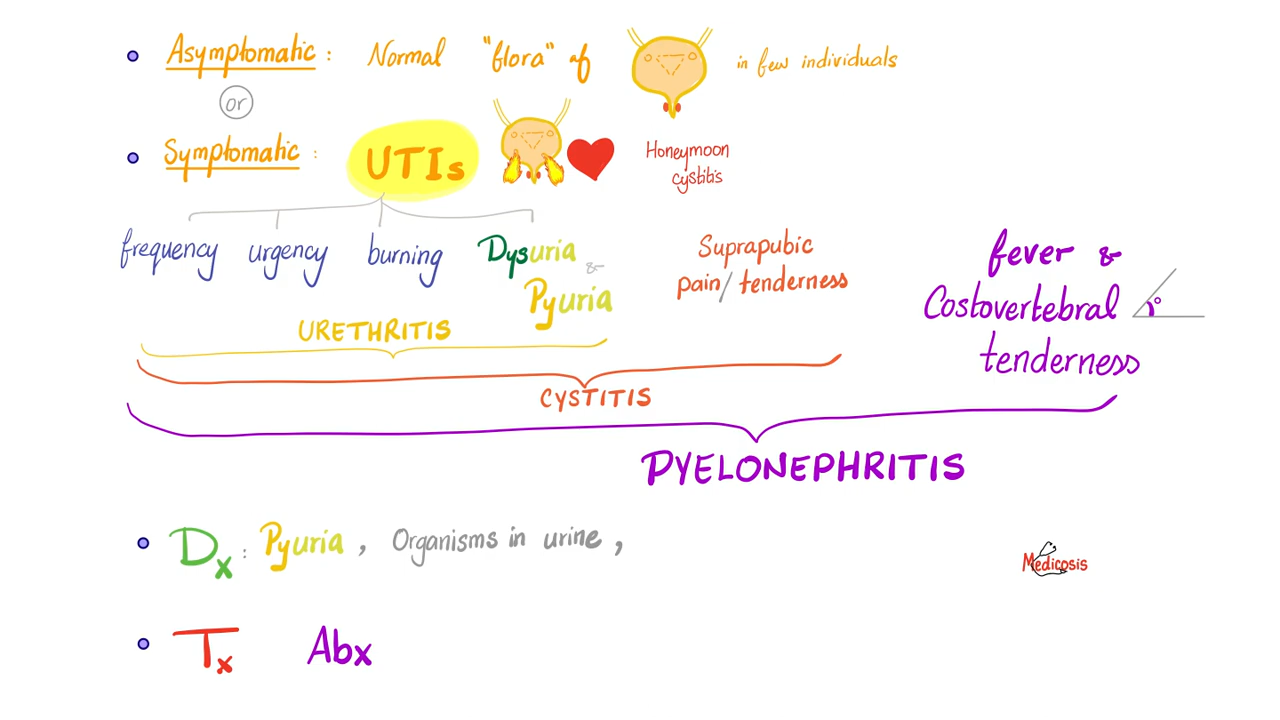 Asymptomatic : Normal "flora" of in few individuals
or
Symptomatic : UTIs Honeymoon
cystitis
frequency urgency burning Dysuria &
Pyuria
Suprapubic
pain/tenderness
fever &
Costovertebral
tenderness
URETHRITIS
CYSTITIS
PYELONEPHRITIS
Dx : Pyuria , Organisms in urine ,
Medicosis
Tx Abx